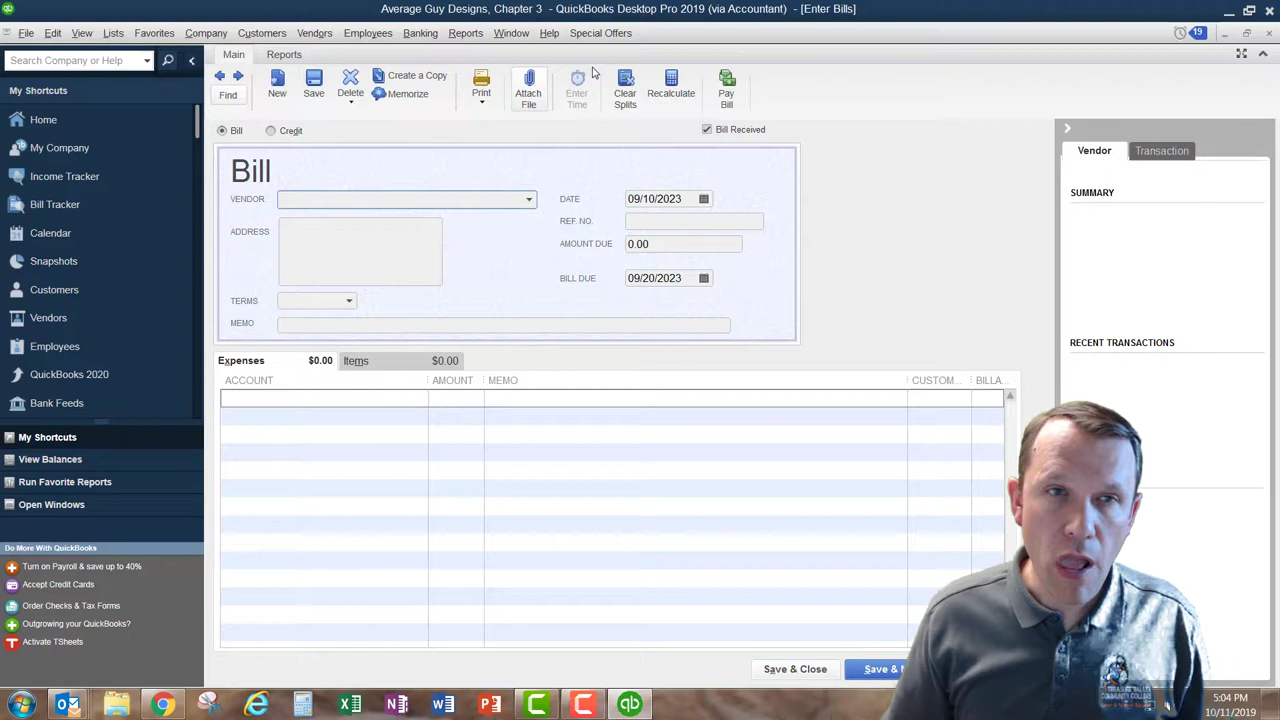 Average Guy Designs, Chapter 3 - QuickBooks Desktop Pro 2019 (via Accountant) - [Enter Bills]
File Edit View Lists Favorites Company Customers Vendors Employees Banking Reports Window Help Special Offers 19
Search Company or Help
Main Reports
My Shortcuts
Home
My Company
Income Tracker
Bill Tracker
Calendar
Snapshots
Customers
Vendors
Employees
QuickBooks 2020
Bank Feeds
My Shortcuts
View Balances
Run Favorite Reports
Open Windows
Do More With QuickBooks
Turn on Payroll & save up to 40%
Accept Credit Cards
Order Checks & Tax Forms
Outgrowing your QuickBooks?
Activate TSheets
Find
New
Save
Delete
Create a Copy
Memorize
Print
Attach File
Enter Time
Clear Splits
Recalculate
Pay Bill
Bill Credit Bill Received
Bill
VENDOR
ADDRESS
TERMS
MEMO
DATE 09/10/2023
REF. NO.
AMOUNT DUE 0.00
BILL DUE 09/20/2023
Expenses $0.00 Items $0.00
ACCOUNT AMOUNT MEMO CUSTOM... BILLA...
Vendor Transaction
SUMMARY
RECENT TRANSACTIONS
Save & Close Save &
TREASURE VALLEY
COMMUNITY COLLEGE
5:04 PM
10/11/2019